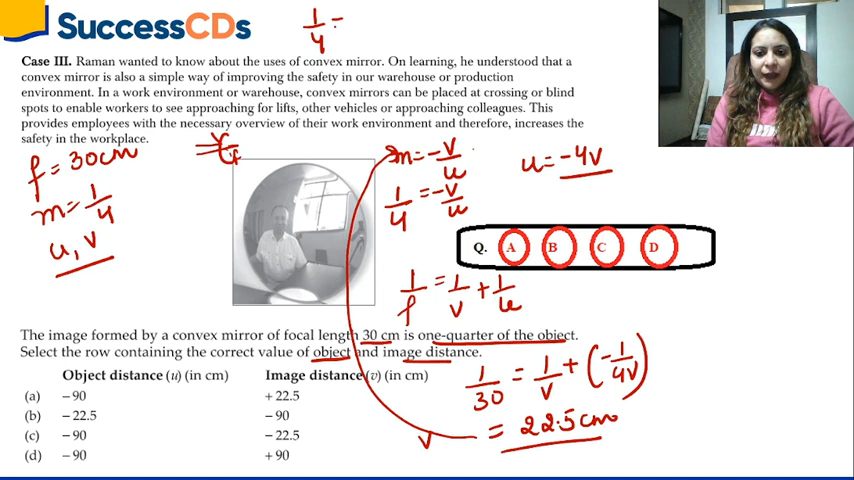 SuccessCDs
1/4 =
Case III. Raman wanted to know about the uses of convex mirror. On learning, he understood that a
convex mirror is also a simple way of improving the safety in our warehouse or production
environment. In a work environment or warehouse, convex mirrors can be placed at crossing or blind
spots to enable workers to see approaching for lifts, other vehicles or approaching colleagues. This
provides employees with the necessary overview of their work environment and therefore, increases the
safety in the workplace.
f = 30cm
m = 1/4
u, v
m = -v/u
1/4 = -v/u
u = -4v
Q. A B C D
1/f = 1/v + 1/u
The image formed by a convex mirror of focal length 30 cm is one-quarter of the object.
Select the row containing the correct value of object and image distance.
1/30 = 1/v + (-1/4v)
v = 22.5cm
Object distance (u) (in cm) Image distance (v) (in cm)
(a) – 90 + 22.5
(b) – 22.5 – 90
(c) – 90 – 22.5
(d) – 90 + 90